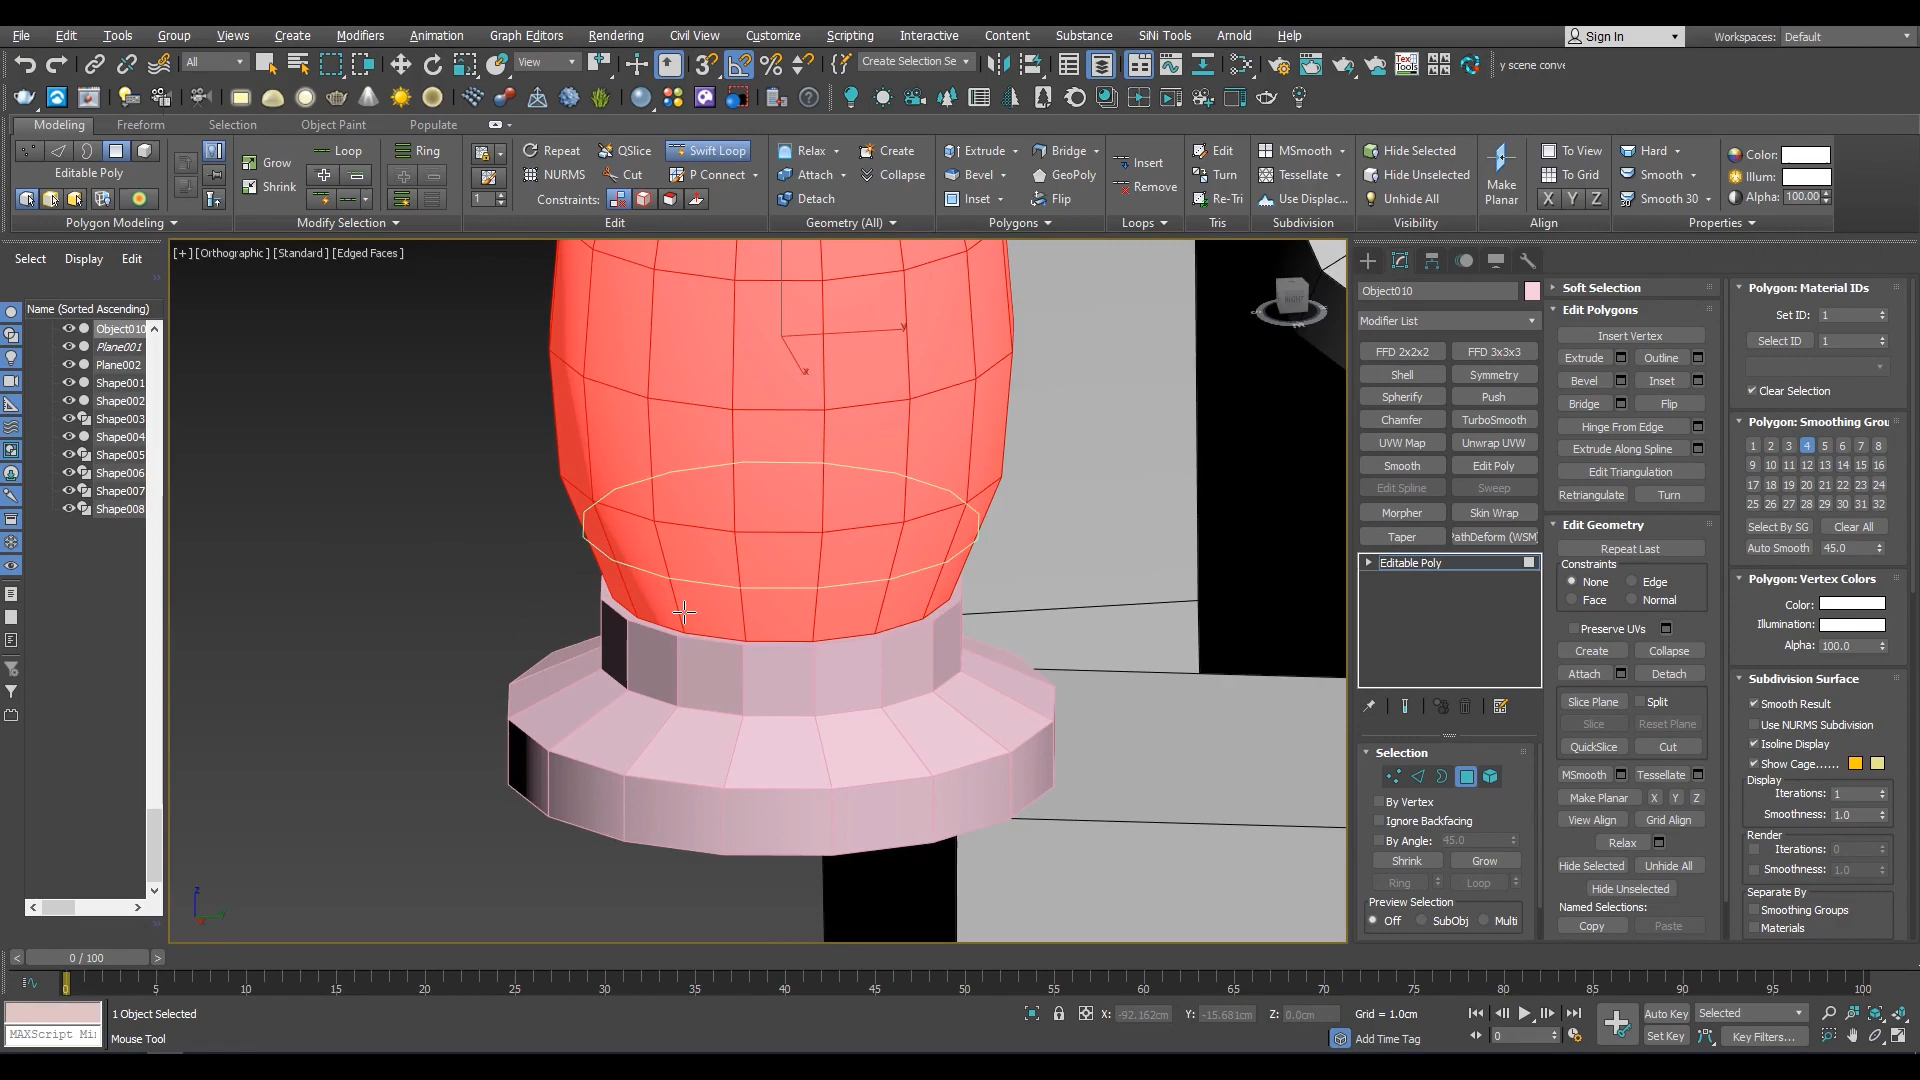 File Edit Tools Group Views Create Modifiers Animation Graph Editors Rendering Civil View Customize Scripting Interactive Content Substance SiNi Tools Arnold Help Sign In Workspaces: Default
All View Create Selection Se y scene conve
Modeling Freeform Selection Object Paint Populate
Loop Ring Repeat QSlice Swift Loop Relax Create Extrude Bridge Insert Edit MSmooth Hide Selected To View Hard Color:
Grow
Editable Poly NURMS Cut P Connect Attach Collapse Bevel GeoPoly Remove Turn Tessellate Hide Unselected Make Planar To Grid Smooth Illum:
Shrink 1 Constraints: Detach Inset Flip Re-Tri Use Displac... Unhide All X Y Z Smooth 30 Alpha: 100.00
Polygon Modeling Modify Selection Edit Geometry (All) Polygons Loops Tris Subdivision Visibility Align Properties
Select Display Edit
Name (Sorted Ascending)
Object010
Plane001
Plane002
Shape001
Shape002
Shape003
Shape004
Shape005
Shape006
Shape007
Shape008
[+] [Orthographic] [Standard] [Edged Faces]
RIGHT
y
x
z
Object010
Modifier List
FFD 2x2x2 FFD 3x3x3
Shell Symmetry
Spherify Push
Chamfer TurboSmooth
UVW Map Unwrap UVW
Smooth Edit Poly
Edit Spline Sweep
Morpher Skin Wrap
Taper PathDeform (WSM)
Editable Poly
Selection
By Vertex
Ignore Backfacing
By Angle: 45.0
Shrink Grow
Ring Loop
Preview Selection
Off SubObj Multi
Soft Selection
Edit Polygons
Insert Vertex
Extrude Outline
Bevel Inset
Bridge Flip
Hinge From Edge
Extrude Along Spline
Edit Triangulation
Retriangulate Turn
Edit Geometry
Repeat Last
Constraints
None Edge
Face Normal
Preserve UVs
Create Collapse
Attach Detach
Slice Plane Split
Slice Reset Plane
QuickSlice Cut
MSmooth Tessellate
Make Planar X Y Z
View Align Grid Align
Relax
Hide Selected Unhide All
Hide Unselected
Named Selections:
Copy Paste
Polygon: Material IDs
Set ID: 1
Select ID 1
Clear Selection
Polygon: Smoothing Grou
1 2 3 4 5 6 7 8
9 10 11 12 13 14 15 16
17 18 19 20 21 22 23 24
25 26 27 28 29 30 31 32
Select By SG Clear All
Auto Smooth 45.0
Polygon: Vertex Colors
Color:
Illumination:
Alpha: 100.0
Subdivision Surface
Smooth Result
Use NURMS Subdivision
Isoline Display
Show Cage......
Display
Iterations: 1
Smoothness: 1.0
Render
Iterations: 0
Smoothness: 1.0
Separate By
Smoothing Groups
Materials
0 / 100
0 5 10 15 20 25 30 35 40 45 50 55 60 65 70 75 80 85 90 95 100
1 Object Selected X: -92.162cm Y: -15.681cm Z: 0.0cm Grid = 1.0cm Auto Key Selected
MAXScript Mi Mouse Tool Add Time Tag 0 Set Key Key Filters...